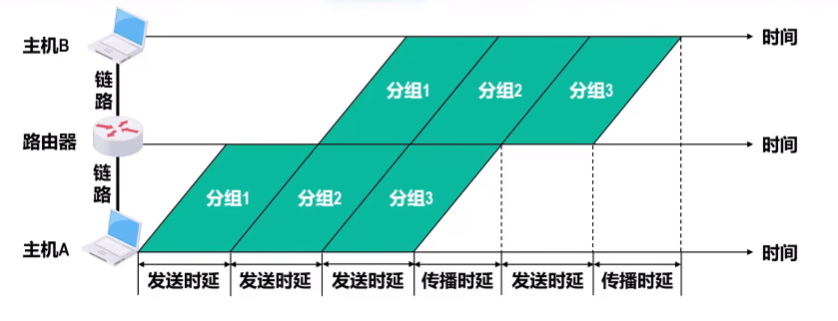 主机B
时间
链路
分组1 分组2 分组3
路由器
时间
链路
分组1 分组2 分组3
主机A
时间
发送时延 发送时延 发送时延 传播时延 发送时延 传播时延